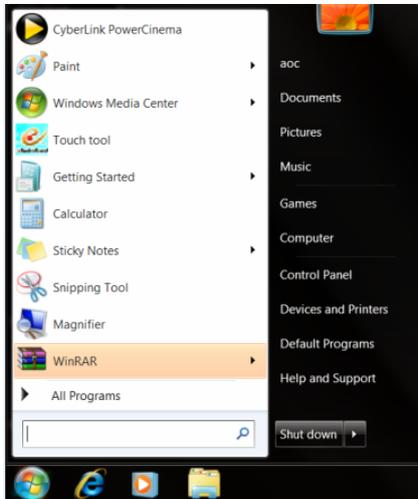 CyberLink PowerCinema
Paint
Windows Media Center
Touch tool
Getting Started
Calculator
Sticky Notes
Snipping Tool
Magnifier
WinRAR
All Programs
aoc
Documents
Pictures
Music
Games
Computer
Control Panel
Devices and Printers
Default Programs
Help and Support
Shut down